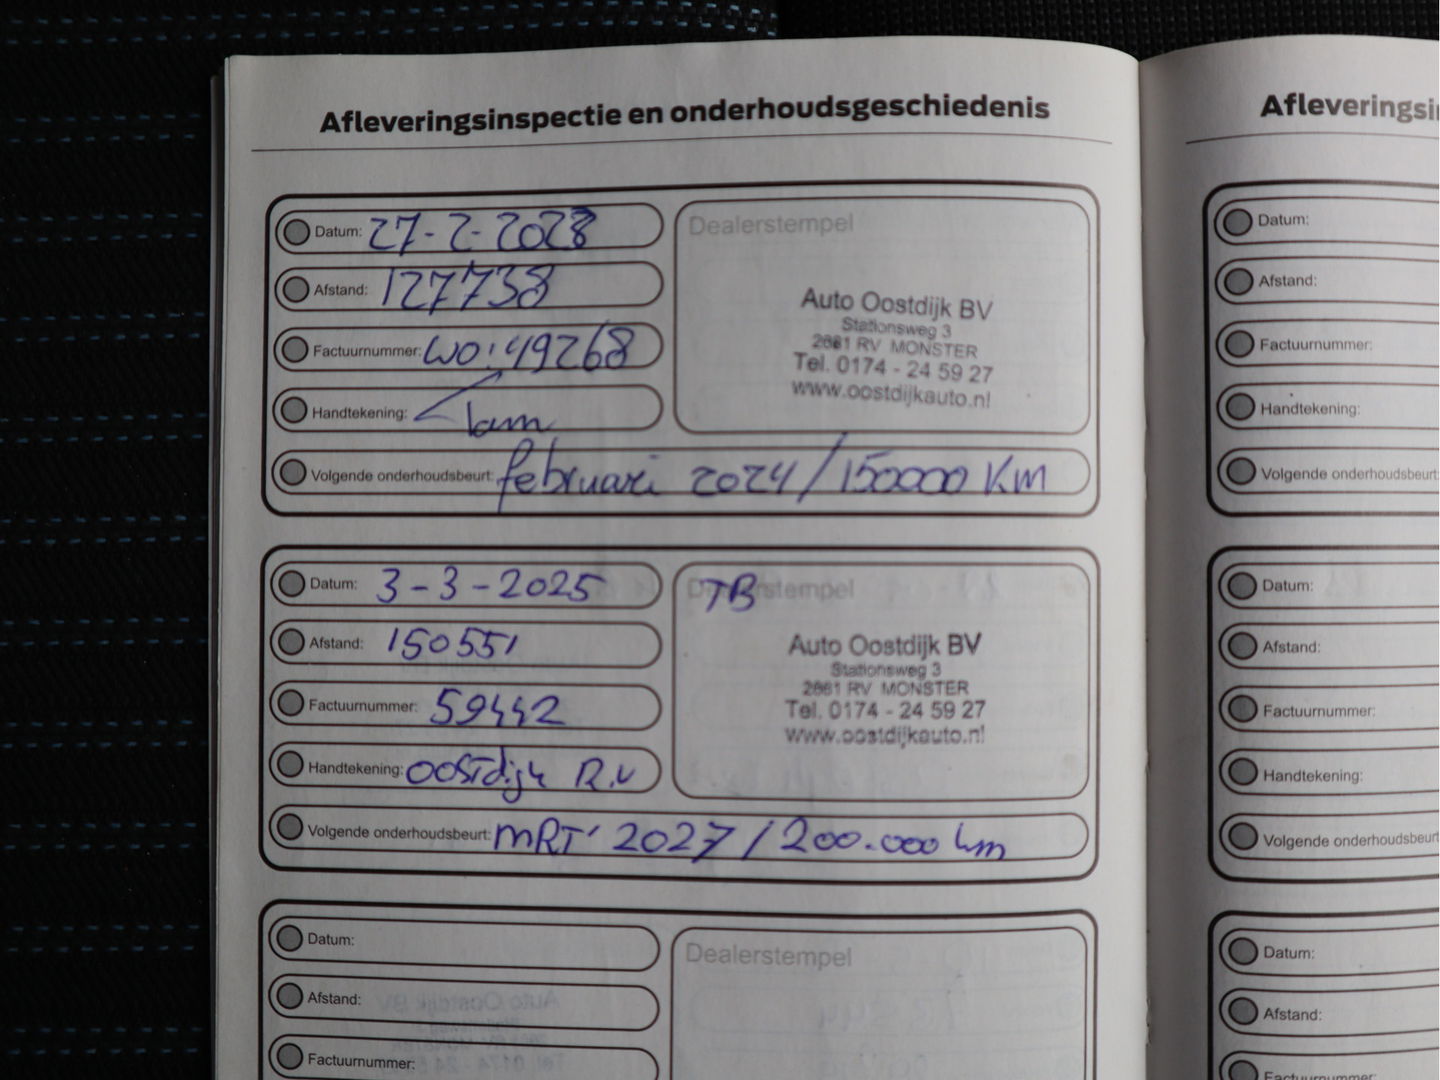 Afleveringsinspectie en onderhoudsgeschiedenis
Datum: 27-2-2023
Afstand: 127738
Factuurnummer: WO:49268
Handtekening:
Volgende onderhoudsbeurt: februari 2024/150000 KM
Dealerstempel
Auto Oostdijk BV
Stationsweg 3
2681 RV MONSTER
Tel. 0174 - 24 59 27
www.oostdijkauto.nl
Datum: 3-3-2025
Afstand: 150551
Factuurnummer: 59442
Handtekening: oostdijk R.v
Volgende onderhoudsbeurt: MRT' 2027 / 200.000 km
Dealerstempel
TB
Auto Oostdijk BV
Stationsweg 3
2681 RV MONSTER
Tel. 0174 - 24 59 27
www.oostdijkauto.nl
Datum:
Afstand:
Factuurnummer:
Dealerstempel
Afleveringsi
Datum:
Afstand:
Factuurnummer:
Handtekening:
Volgende onderhoudsbeurt
Datum:
Afstand:
Factuurnummer:
Handtekening:
Volgende onderhoudsbeurt
Datum:
Afstand:
Factuurnummer: